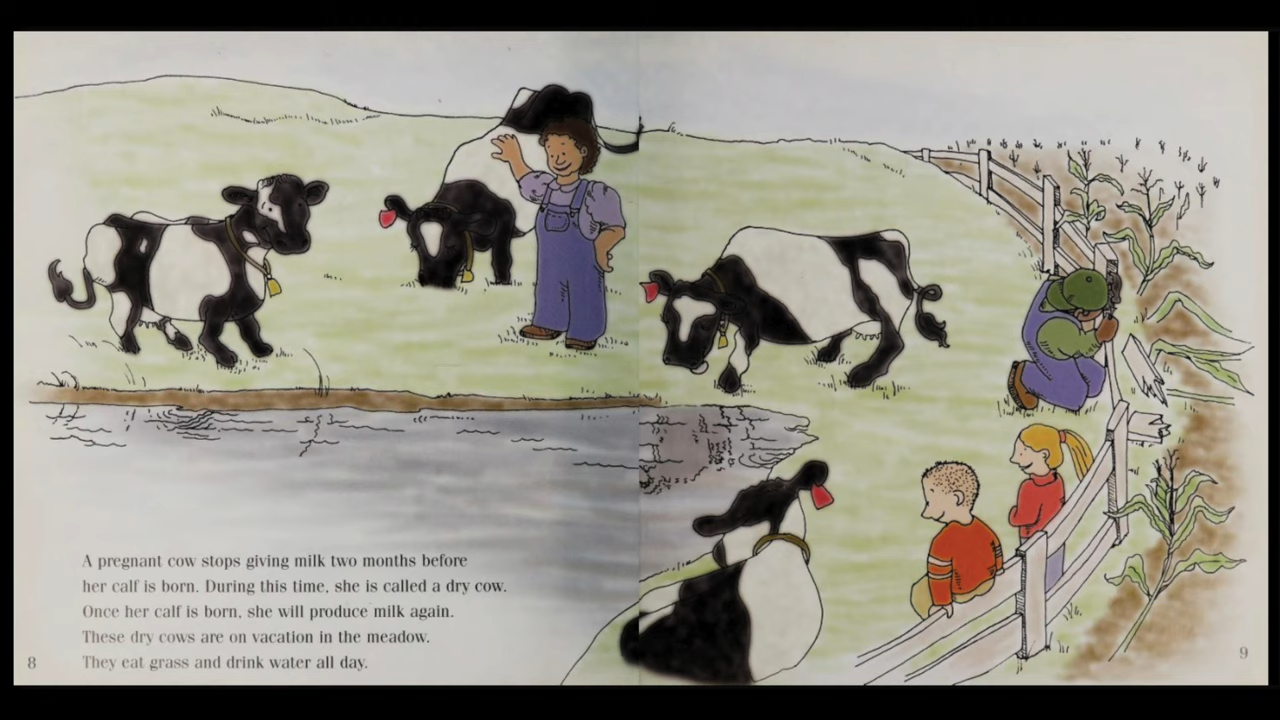 A pregnant cow stops giving milk two months before
her calf is born. During this time, she is called a dry cow.
Once her calf is born, she will produce milk again.
These dry cows are on vacation in the meadow.
They eat grass and drink water all day.
8
9